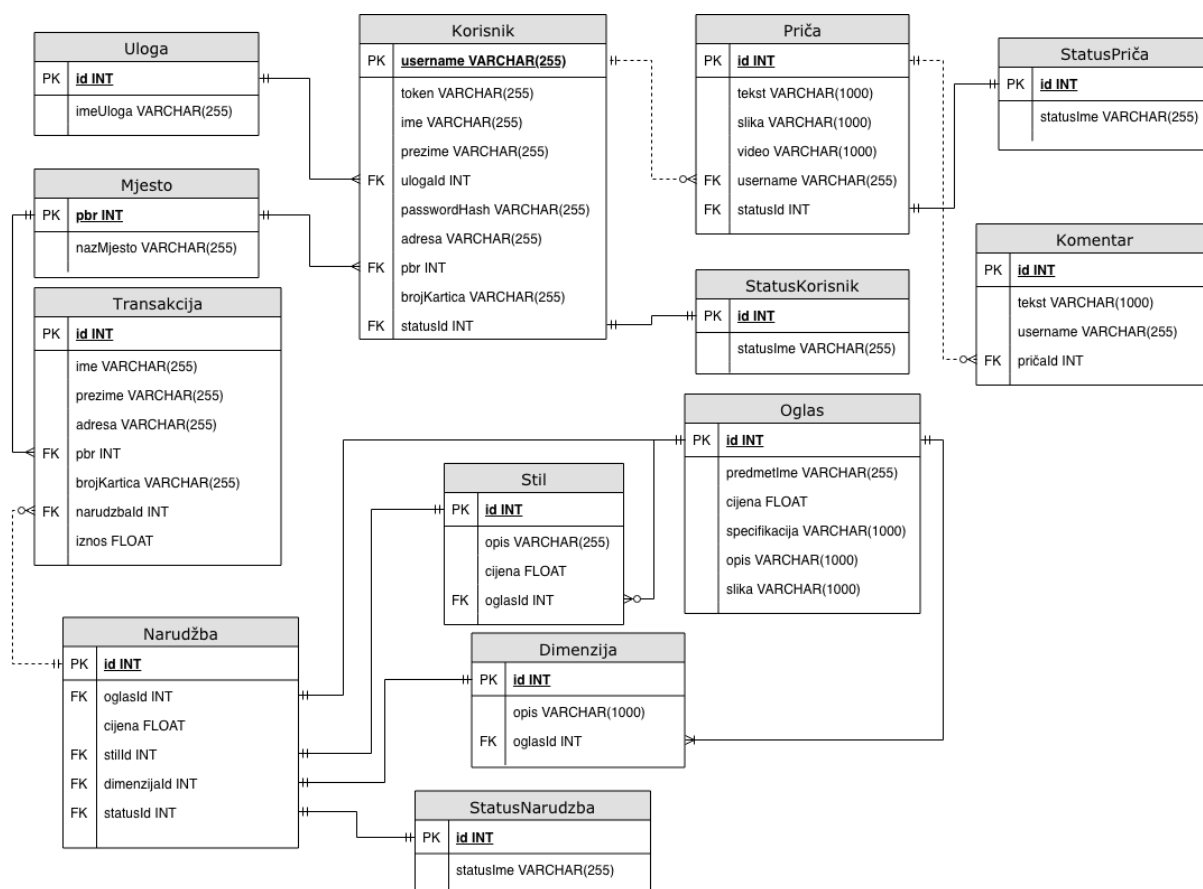 Uloga
PK id INT
imeUloga VARCHAR(255)
Mjesto
PK pbr INT
nazMjesto VARCHAR(255)
Transakcija
PK id INT
ime VARCHAR(255)
prezime VARCHAR(255)
adresa VARCHAR(255)
FK pbr INT
brojKartica VARCHAR(255)
FK narudzbaId INT
iznos FLOAT
Narudžba
PK id INT
FK oglasId INT
cijena FLOAT
FK stilId INT
FK dimenzijaId INT
FK statusId INT
Korisnik
PK username VARCHAR(255)
token VARCHAR(255)
ime VARCHAR(255)
prezime VARCHAR(255)
FK ulogaId INT
passwordHash VARCHAR(255)
adresa VARCHAR(255)
FK pbr INT
brojKartica VARCHAR(255)
FK statusId INT
Stil
PK id INT
opis VARCHAR(255)
cijena FLOAT
FK oglasId INT
Dimenzija
PK id INT
opis VARCHAR(1000)
FK oglasId INT
StatusNarudzba
PK id INT
statusIme VARCHAR(255)
Priča
PK id INT
tekst VARCHAR(1000)
slika VARCHAR(1000)
video VARCHAR(1000)
FK username VARCHAR(255)
FK statusId INT
StatusKorisnik
PK id INT
statusIme VARCHAR(255)
Oglas
PK id INT
predmetIme VARCHAR(255)
cijena FLOAT
specifikacija VARCHAR(1000)
opis VARCHAR(1000)
slika VARCHAR(1000)
StatusPriča
PK id INT
statusIme VARCHAR(255)
Komentar
PK id INT
tekst VARCHAR(1000)
username VARCHAR(255)
FK pričaId INT